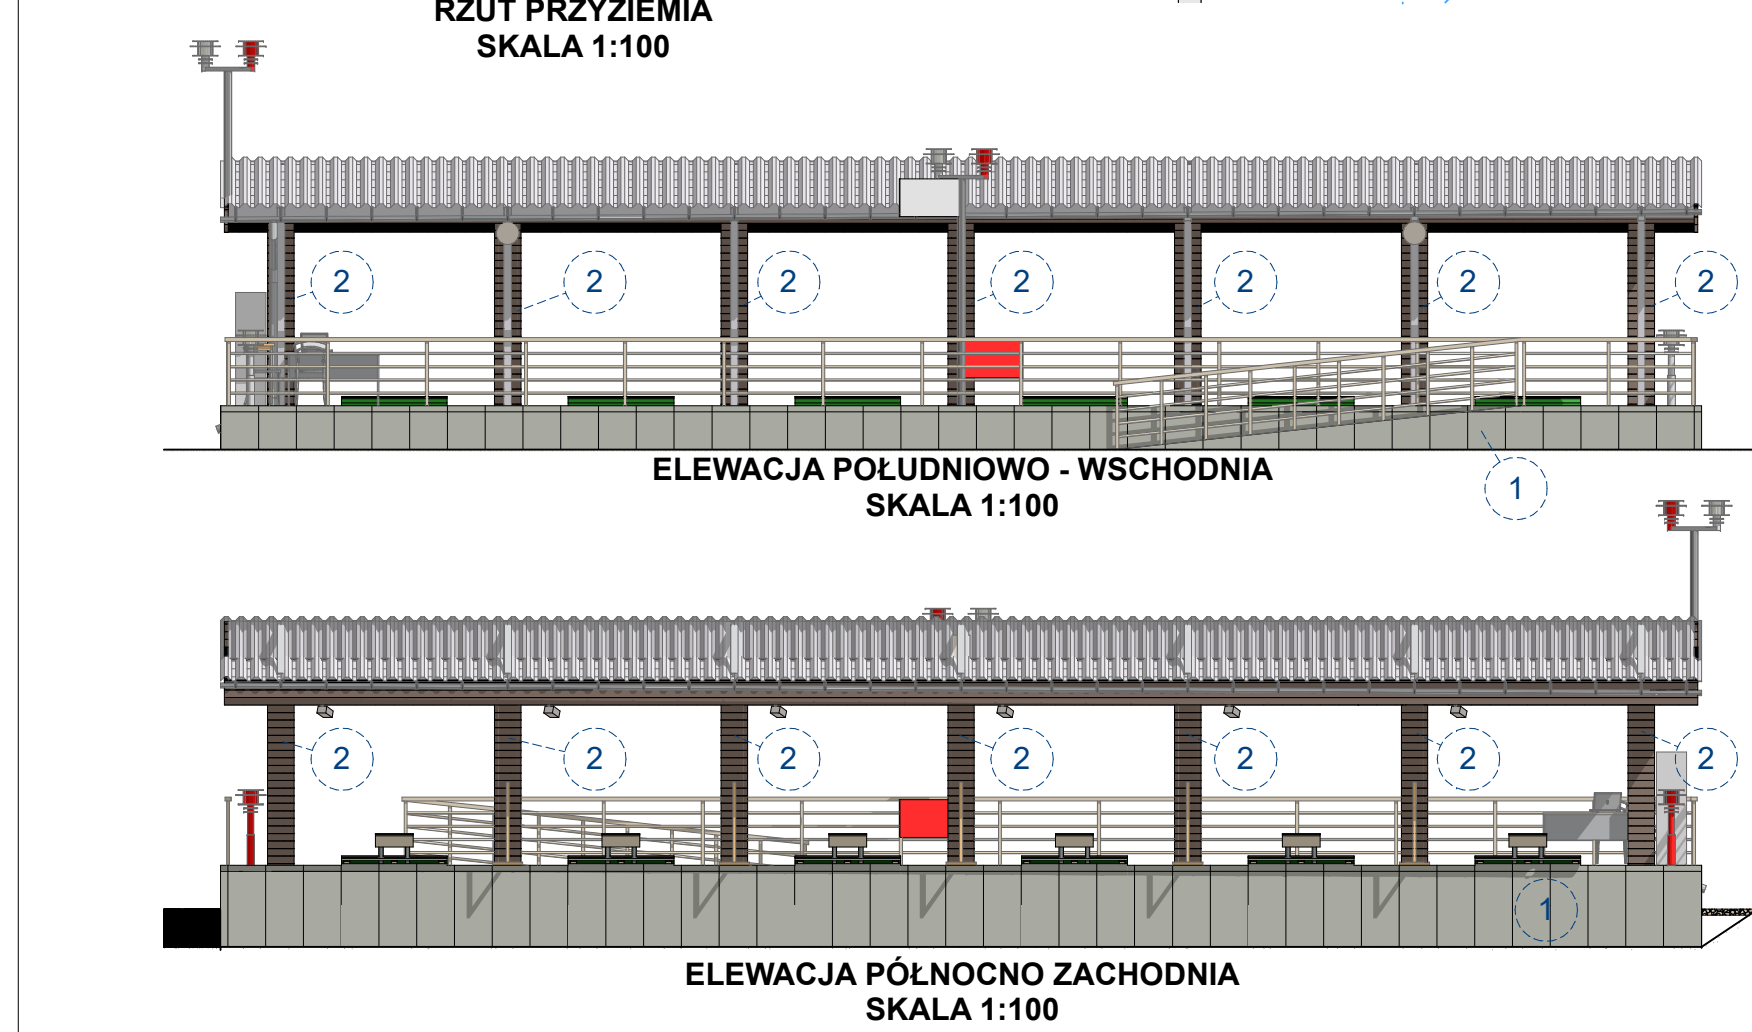 RZUT PRZYZIEMIA
SKALA 1:100
2 2 2 2 2 2 2
ELEWACJA POŁUDNIOWO - WSCHODNIA
SKALA 1:100
1
2 2 2 2 2 2 2
1
ELEWACJA PÓŁNOCNO ZACHODNIA
SKALA 1:100